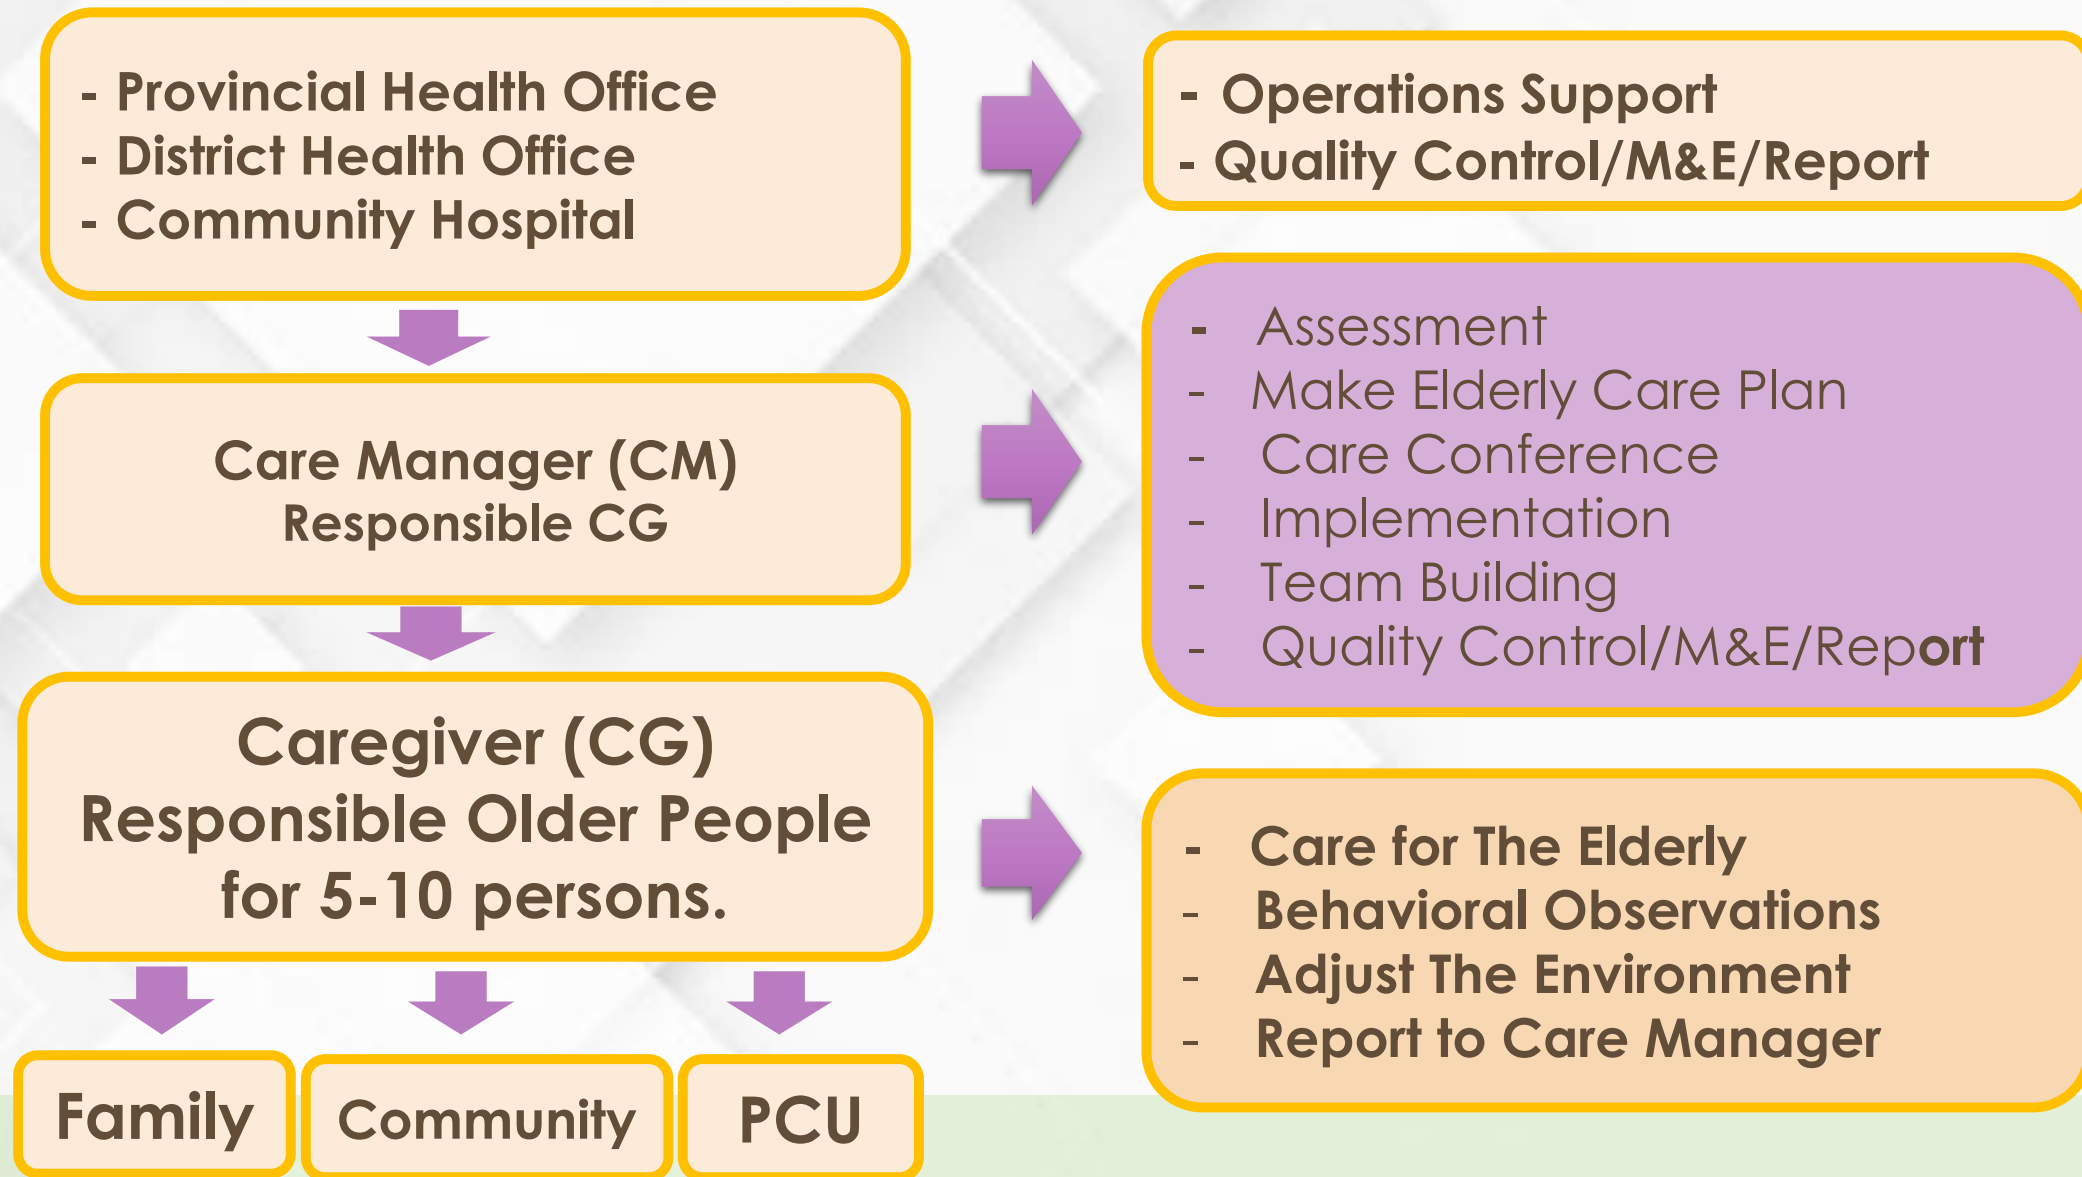 - Provincial Health Office
- District Health Office
- Community Hospital
- Operations Support
- Quality Control/M&E/Report
Care Manager (CM)
Responsible CG
- Assessment
- Make Elderly Care Plan
- Care Conference
- Implementation
- Team Building
- Quality Control/M&E/Report
Caregiver (CG)
Responsible Older People
for 5-10 persons.
- Care for The Elderly
- Behavioral Observations
- Adjust The Environment
- Report to Care Manager
Family
Community
PCU